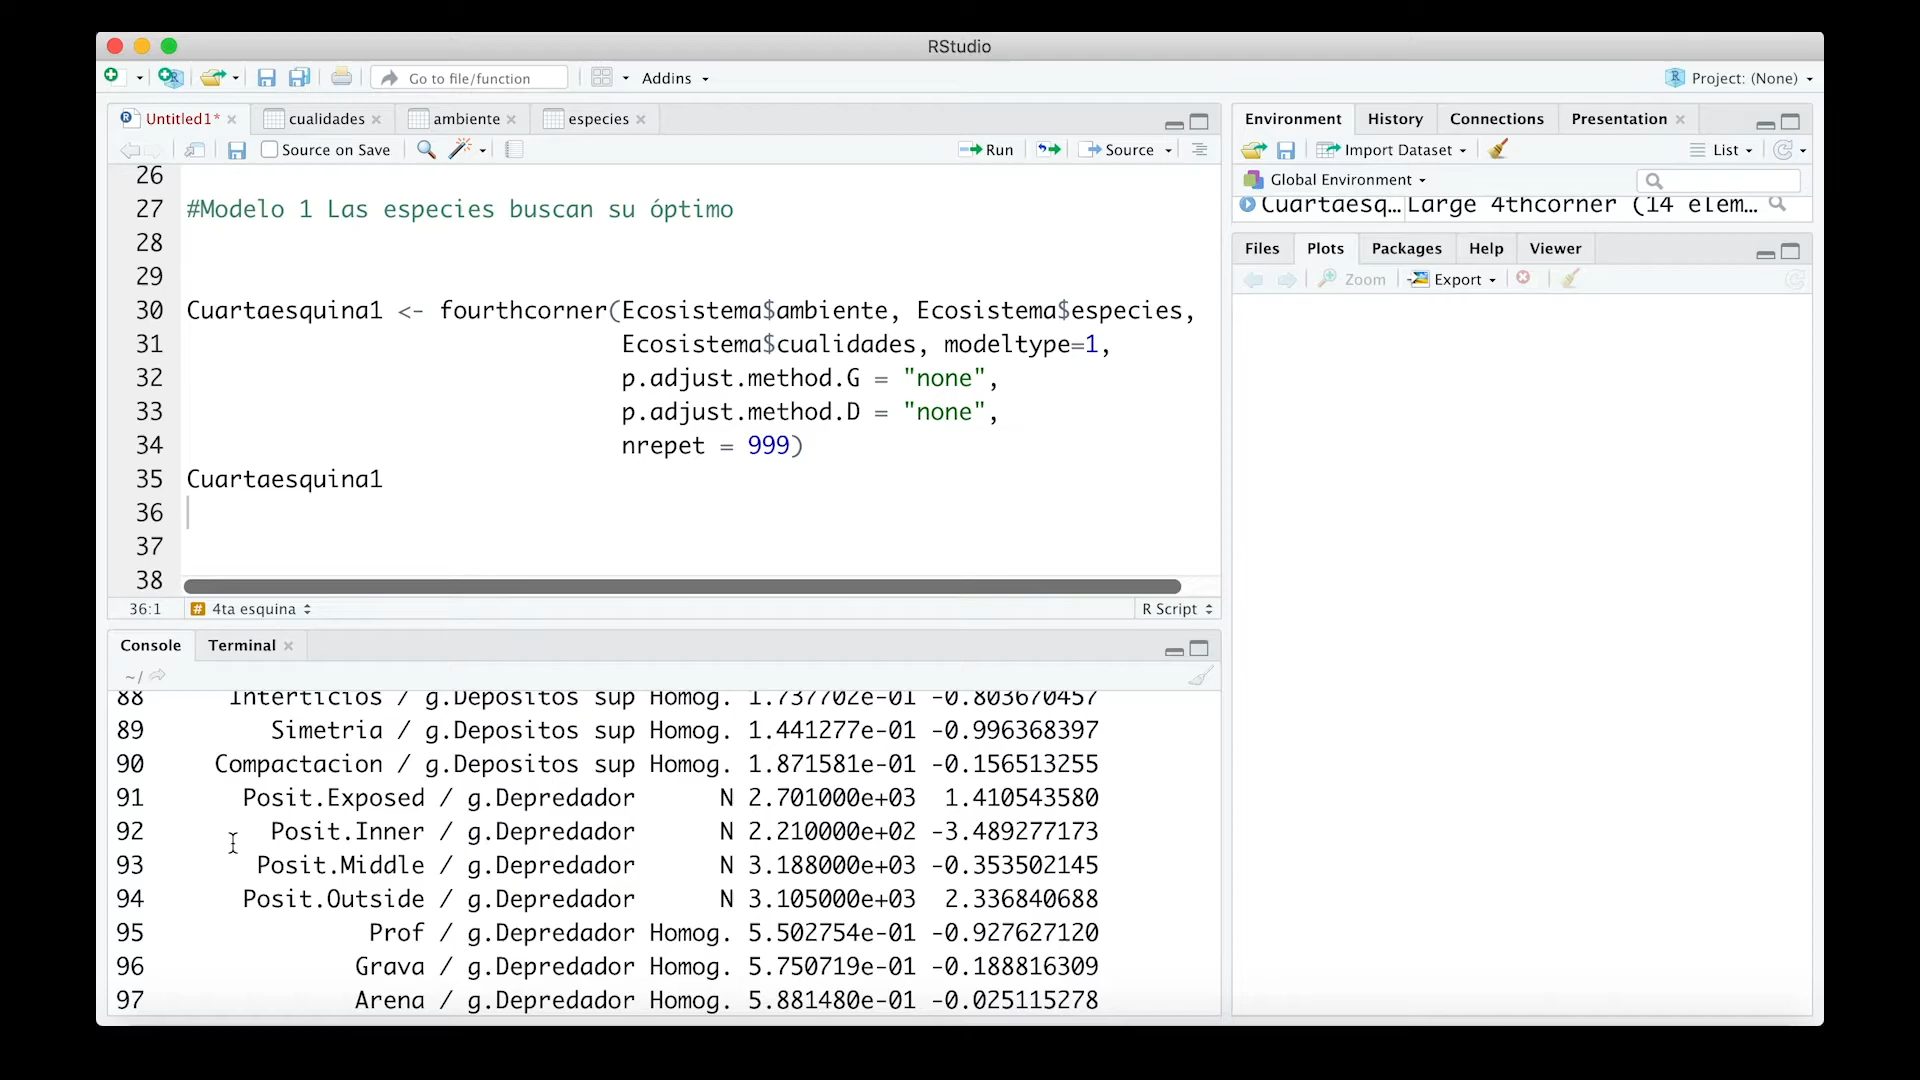 RStudio
Go to file/function
Addins
Project: (None)
Untitled1*
cualidades
ambiente
especies
Source on Save
Run
Source
26
27 #Modelo 1 Las especies buscan su óptimo
28
29
30 Cuartaesquina1 <- fourthcorner(Ecosistema$ambiente, Ecosistema$especies,
31 Ecosistema$cualidades, modeltype=1,
32 p.adjust.method.G = "none",
33 p.adjust.method.D = "none",
34 nrepet = 999)
35 Cuartaesquina1
36
37
38
36:1
# 4ta esquina
R Script
Console
Terminal
~/
88 Interticios / g.Depositos sup Homog. 1.737702e-01 -0.803670457
89 Simetria / g.Depositos sup Homog. 1.441277e-01 -0.996368397
90 Compactacion / g.Depositos sup Homog. 1.871581e-01 -0.156513255
91 Posit.Exposed / g.Depredador N 2.701000e+03 1.410543580
92 Posit.Inner / g.Depredador N 2.210000e+02 -3.489277173
93 Posit.Middle / g.Depredador N 3.188000e+03 -0.353502145
94 Posit.Outside / g.Depredador N 3.105000e+03 2.336840688
95 Prof / g.Depredador Homog. 5.502754e-01 -0.927627120
96 Grava / g.Depredador Homog. 5.750719e-01 -0.188816309
97 Arena / g.Depredador Homog. 5.881480e-01 -0.025115278
Environment
History
Connections
Presentation
Import Dataset
List
Global Environment
Cuartaesq… Large 4thcorner (14 elem…
Files
Plots
Packages
Help
Viewer
Zoom
Export